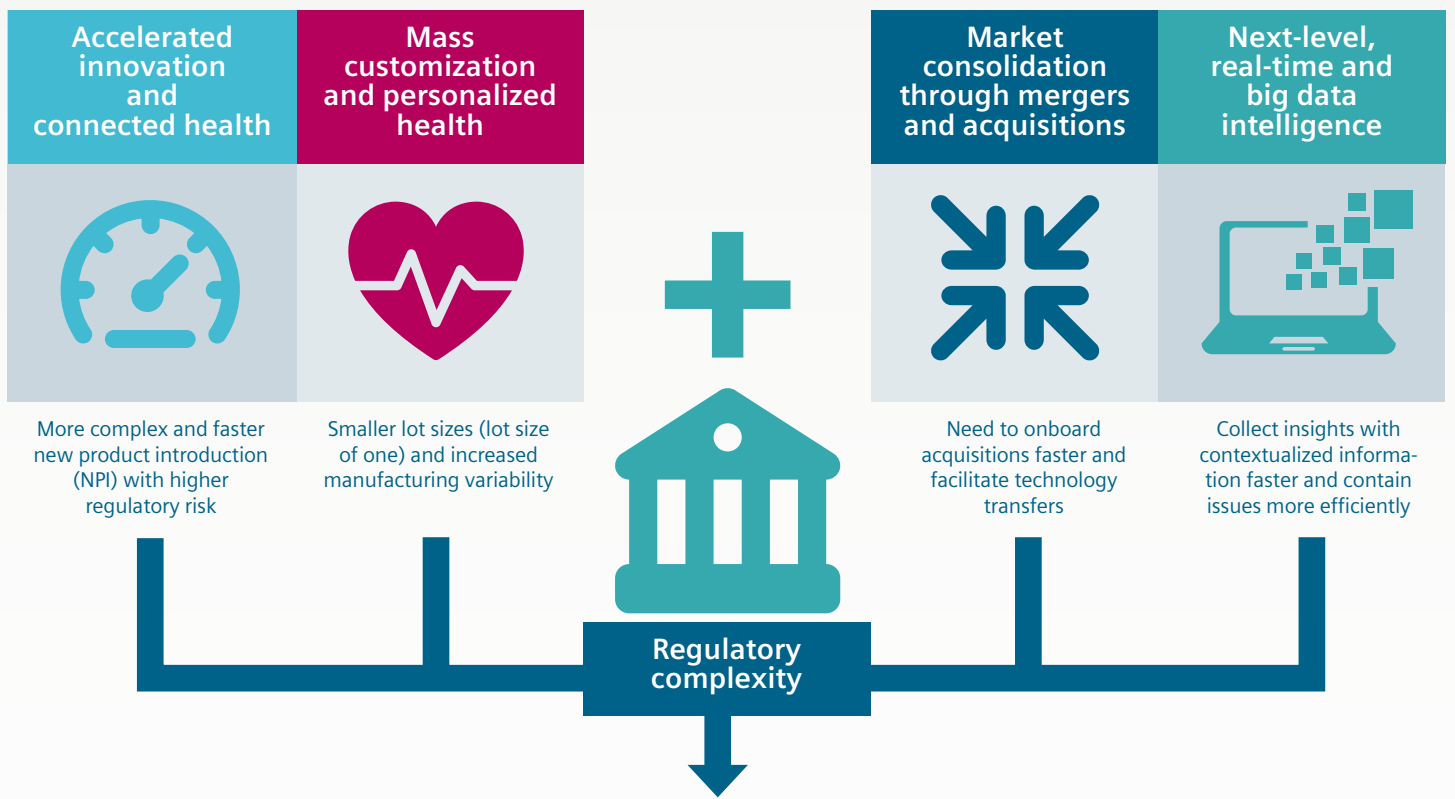 Accelerated
innovation
and
connected health
Mass
customization
and personalized
health
Market
consolidation
through mergers
and acquisitions
Next-level,
real-time and
big data
intelligence
More complex and faster
new product introduction
(NPI) with higher
regulatory risk
Smaller lot sizes (lot size
of one) and increased
manufacturing variability
Need to onboard
acquisitions faster and
facilitate technology
transfers
Collect insights with
contextualized informa-
tion faster and contain
issues more efficiently
Regulatory
complexity